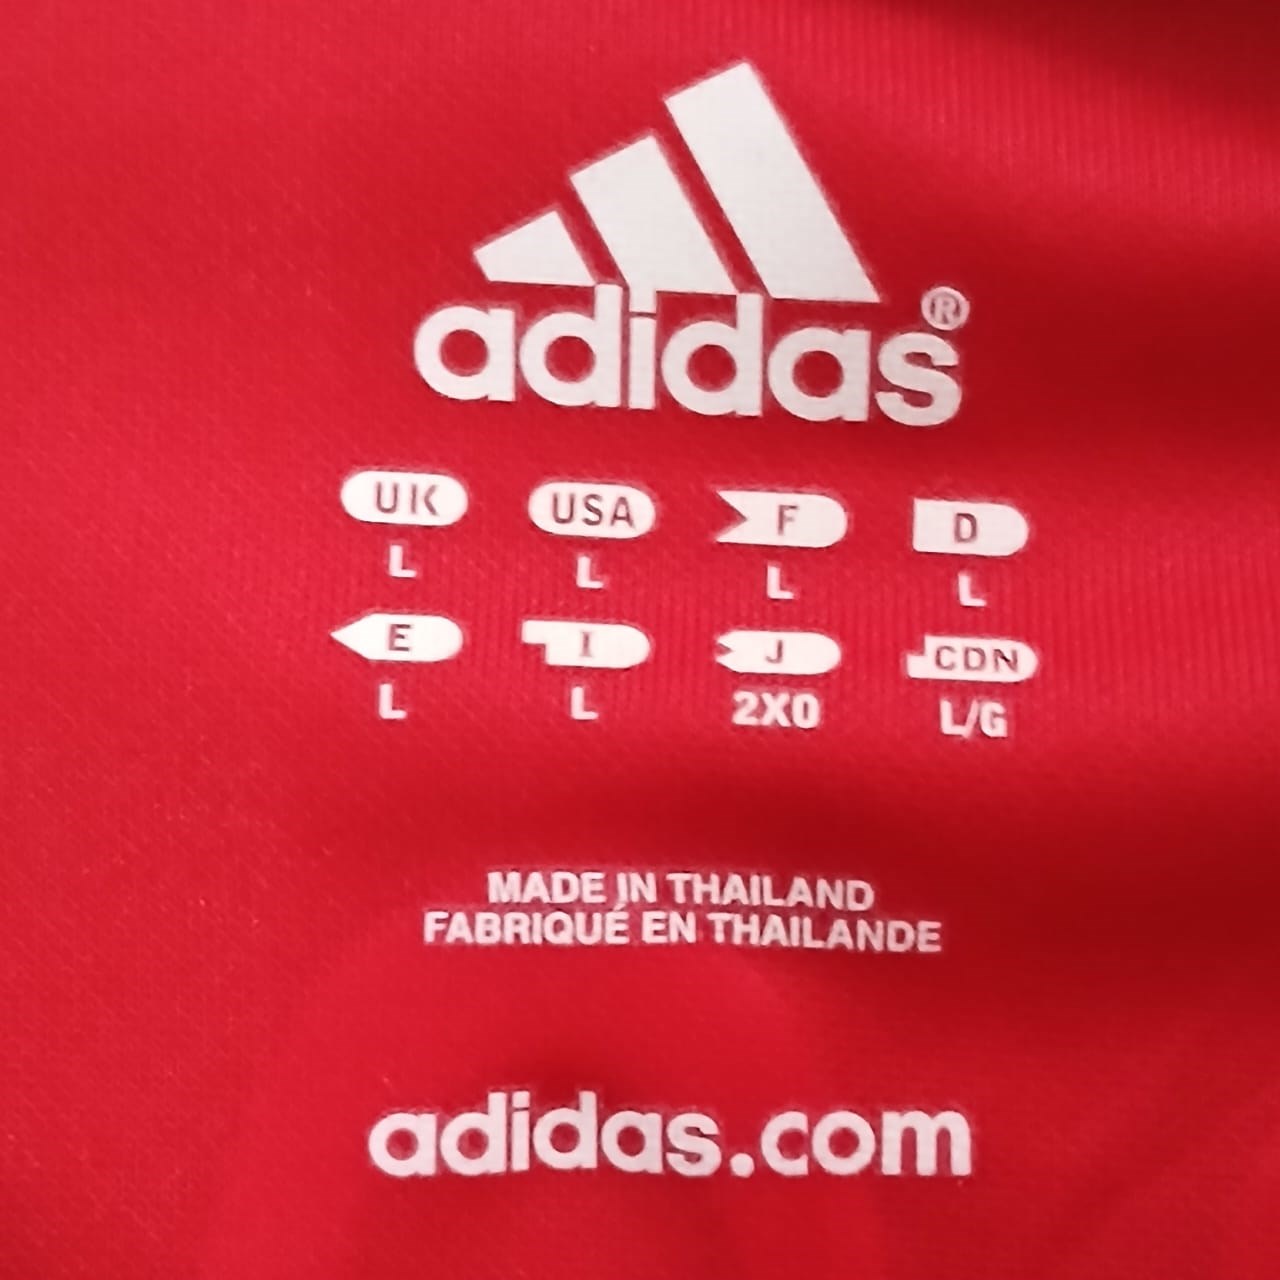 adidas®
UK USA F D
L L L L
E I J CDN
L L 2XO L/G
MADE IN THAILAND
FABRIQUÉ EN THAILANDE
adidas.com